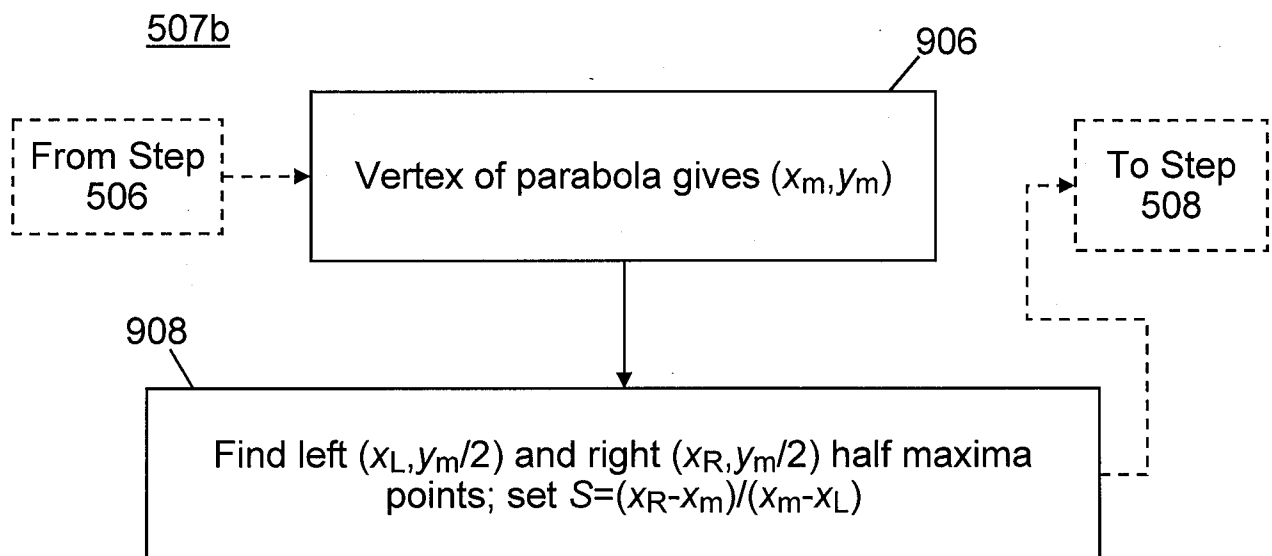 507b
906
From Step
506
Vertex of parabola gives (xm,ym)
To Step
508
908
Find left (xL,ym/2) and right (xR,ym/2) half maxima
points; set S=(xR-xm)/(xm-xL)